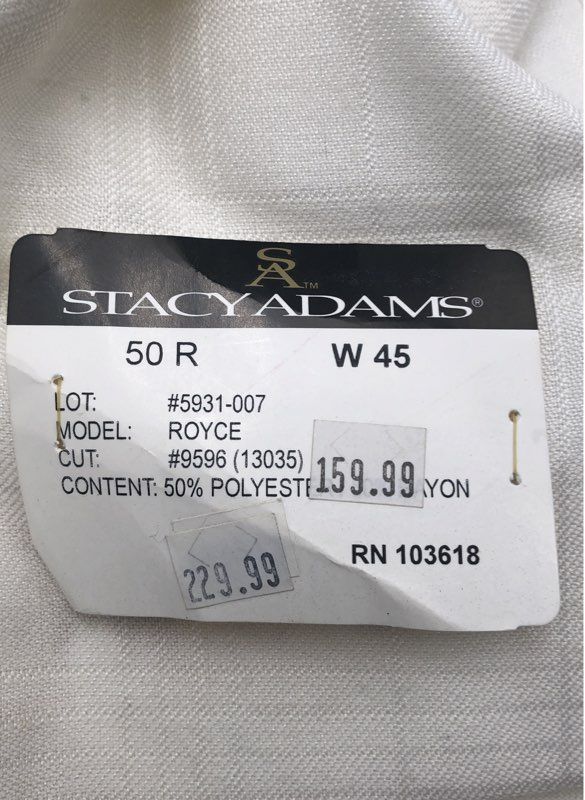 SA™
STACY ADAMS®
50 R W 45
LOT: #5931-007
MODEL: ROYCE
CUT: #9596 (13035)
159.99
CONTENT: 50% POLYESTE AYON
RN 103618
229.99